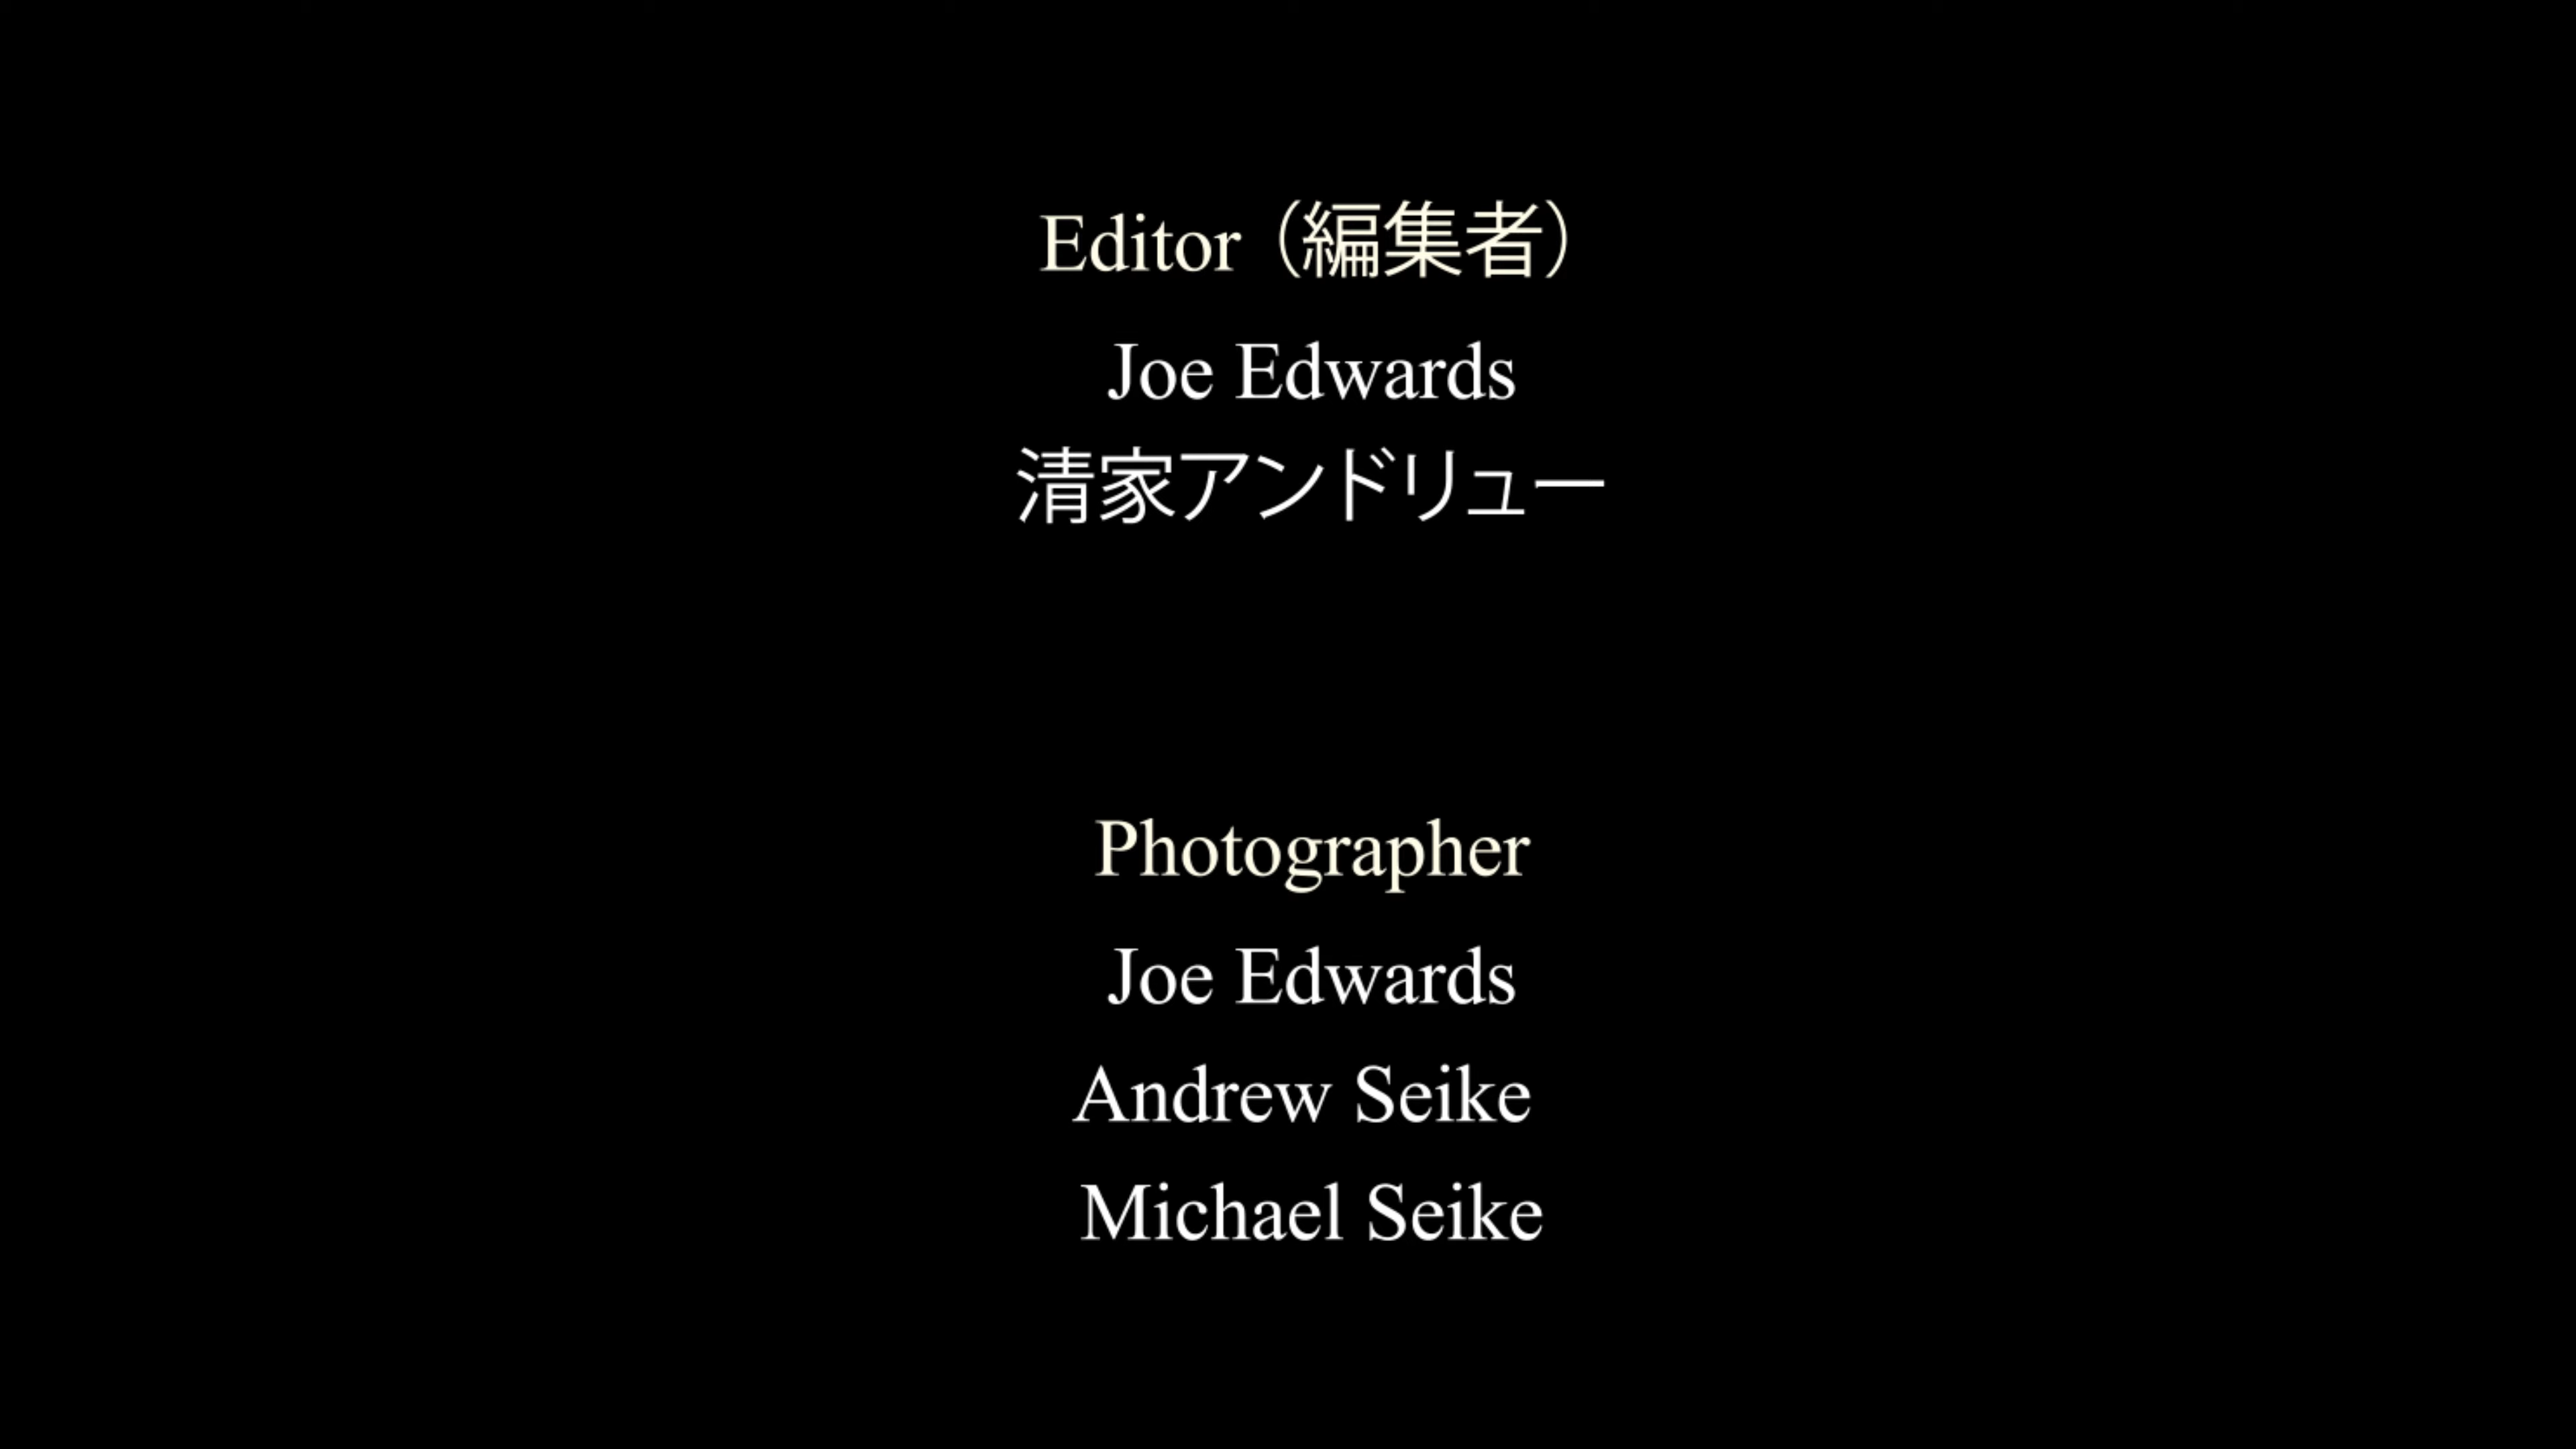 Editor（編集者）
Joe Edwards
清家アンドリュー
Photographer
Joe Edwards
Andrew Seike
Michael Seike